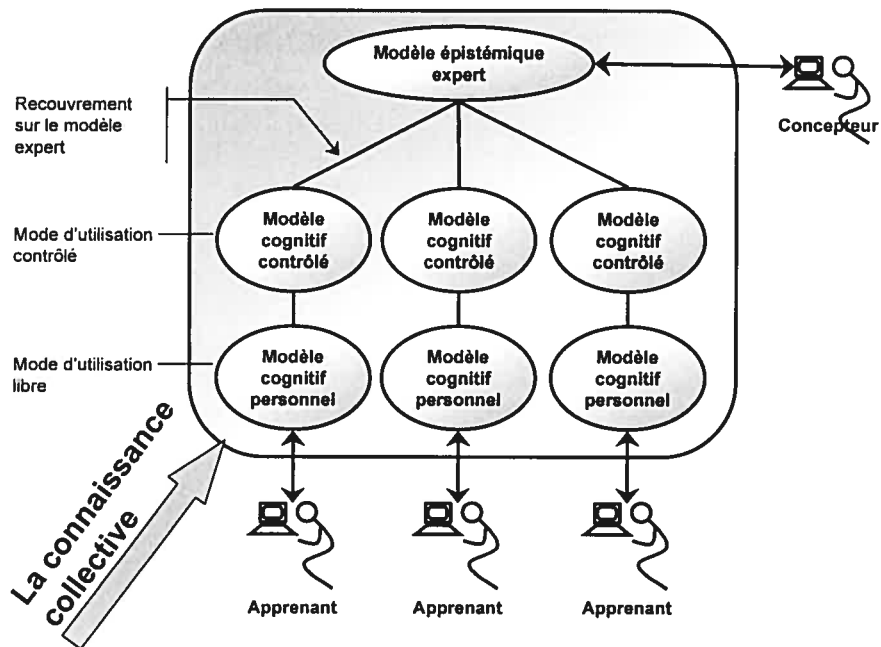 Modèle épistémique
expert
Recouvrement
sur le modèle
expert
Concepteur
Mode d'utilisation
contrôlé
Modèle
cognitif
contrôlé
Modèle
cognitif
contrôlé
Modèle
cognitif
contrôlé
Mode d'utilisation
libre
Modèle
cognitif
personnel
Modèle
cognitif
personnel
Modèle
cognitif
personnel
La connaissance
collective
Apprenant
Apprenant
Apprenant